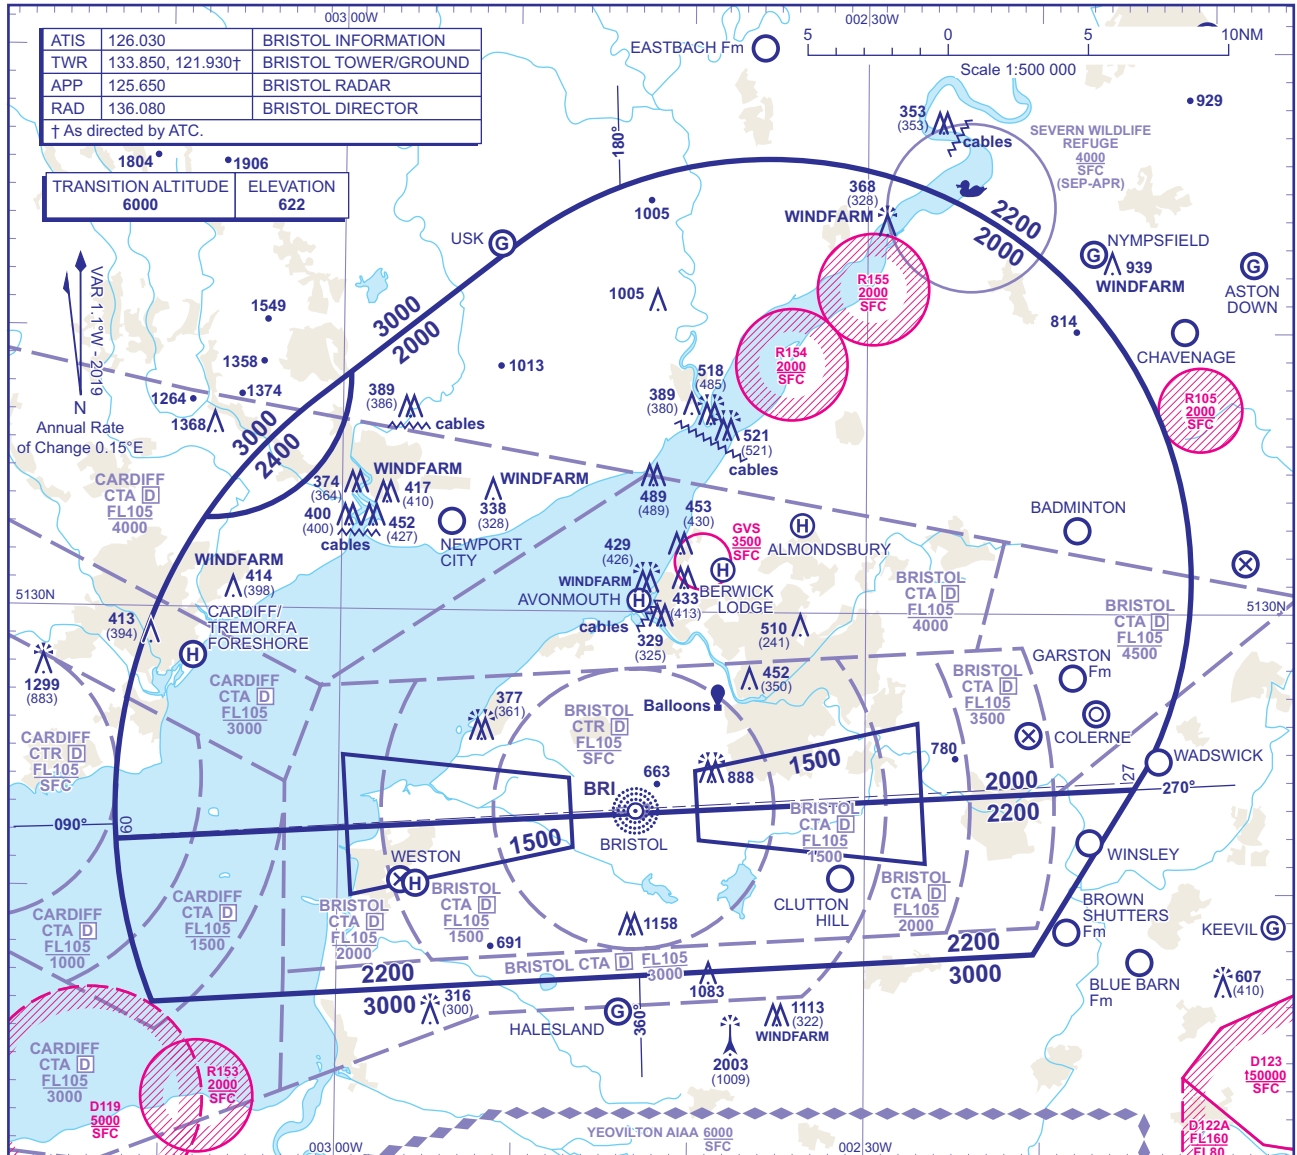 003 00W
002 30W
ATIS 126.030 BRISTOL INFORMATION
TWR 133.850, 121.930† BRISTOL TOWER/GROUND
APP 125.650 BRISTOL RADAR
RAD 136.080 BRISTOL DIRECTOR
† As directed by ATC.
EASTBACH Fm
5 0 5 10NM
Scale 1:500 000
929
353
(353)
cables
SEVERN WILDLIFE
REFUGE
4000
SFC
(SEP-APR)
1804
1906
180°
TRANSITION ALTITUDE
6000
ELEVATION
622
1005
368
(328)
WINDFARM
2200
2000
USK
G
G
NYMPSFIELD
939
WINDFARM
G
ASTON
DOWN
VAR 1.1°W - 2019
N
Annual Rate
of Change 0.15°E
R155
2000
SFC
1549
3000
2000
1005
814
CHAVENAGE
1358
1374
1264
1368
1013
R154
2000
SFC
518
(485)
389
(386)
cables
389
(380)
521
(521)
cables
R105
2000
SFC
3000
2400
CARDIFF
CTA D
FL105
4000
374
(364)
WINDFARM
417
(410)
WINDFARM
338
(328)
489
(489)
400
(400)
452
(427)
cables
NEWPORT
CITY
453
(430)
GVS
3500
SFC
H
ALMONDSBURY
BADMINTON
WINDFARM
414
(398)
429
(426)
WINDFARM
H
BERWICK
LODGE
BRISTOL
CTA D
FL105
4000
5130N
5130N
AVONMOUTH
H
433
(413)
cables
329
(325)
510
(241)
BRISTOL
CTA D
FL105
4500
413
(394)
CARDIFF/
TREMORFA
FORESHORE
H
1299
(883)
452
(350)
Balloons
GARSTON
Fm
CARDIFF
CTA D
FL105
3000
377
(361)
BRISTOL
CTR D
FL105
SFC
BRISTOL
CTA D
FL105
3500
COLERNE
CARDIFF
CTR D
FL105
SFC
663
888
1500
780
WADSWICK
BRI
BRISTOL
2000
2200
27
270°
090°
09
1500
BRISTOL
CTA D
FL105
1500
WINSLEY
WESTON
H
BRISTOL
CTA D
FL105
1500
CLUTTON
HILL
BRISTOL
CTA D
FL105
2000
CARDIFF
CTA D
FL105
1500
CARDIFF
CTA D
FL105
1000
BRISTOL
CTA D
FL105
2000
1158
691
BROWN
SHUTTERS
Fm
KEEVIL G
2200
3000
BRISTOL CTA D FL105
3000
2200
3000
1083
BLUE BARN
Fm
607
(410)
316
(300)
HALESLAND
G
360°
1113
(322)
WINDFARM
2003
(1009)
CARDIFF
CTA D
FL105
3000
R153
2000
SFC
D119
5000
SFC
D123
†50000
SFC
D122A
FL160
FL80
YEOVILTON AIAA 6000
SFC
003 00W
002 30W